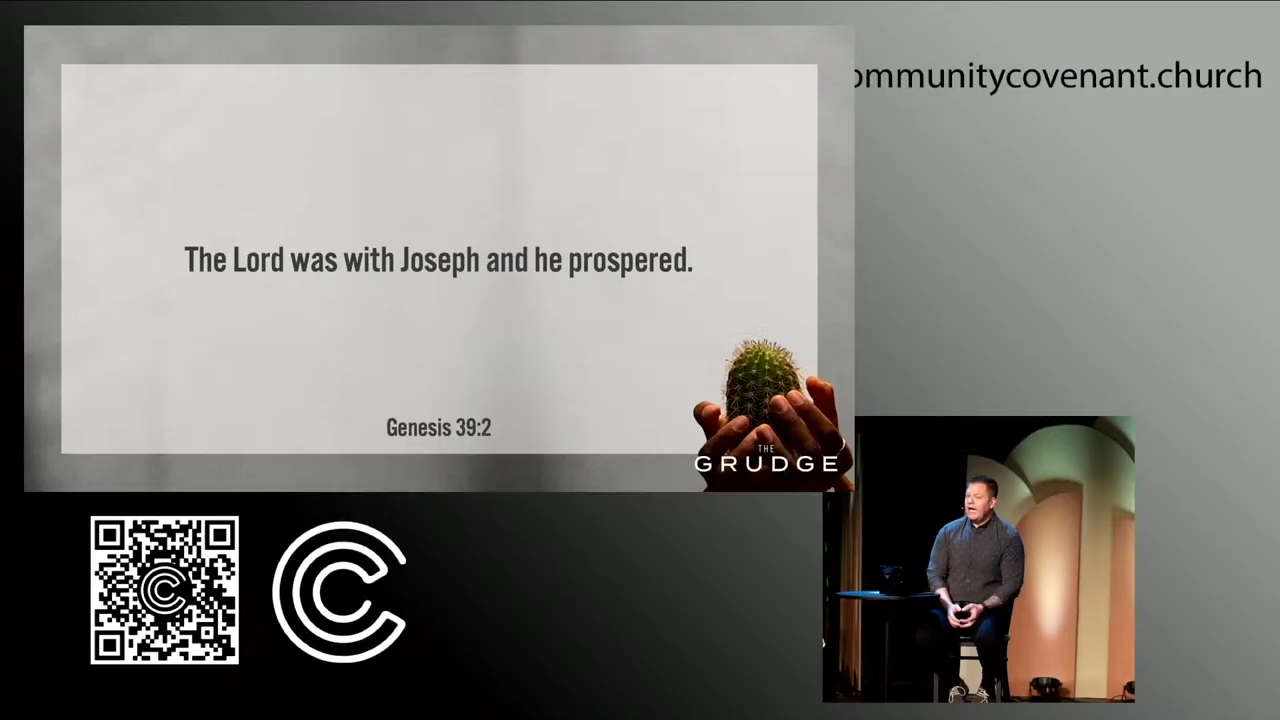 ommunitycovenant.church
The Lord was with Joseph and he prospered.
Genesis 39:2
THE
GRUDGE